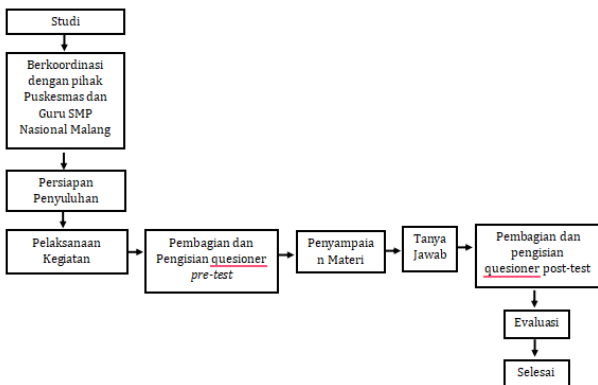 Studi
Berkoordinasi
dengan pihak
Puskesmas dan
Guru SMP
Nasional Malang
Persiapan
Penyuluhan
Pelaksanaan
Kegiatan
Pembagian dan
Pengisian quesioner
pre-test
Penyampaia
n Materi
Tanya
Jawab
Pembagian dan
pengisian
quesioner post-test
Evaluasi
Selesai